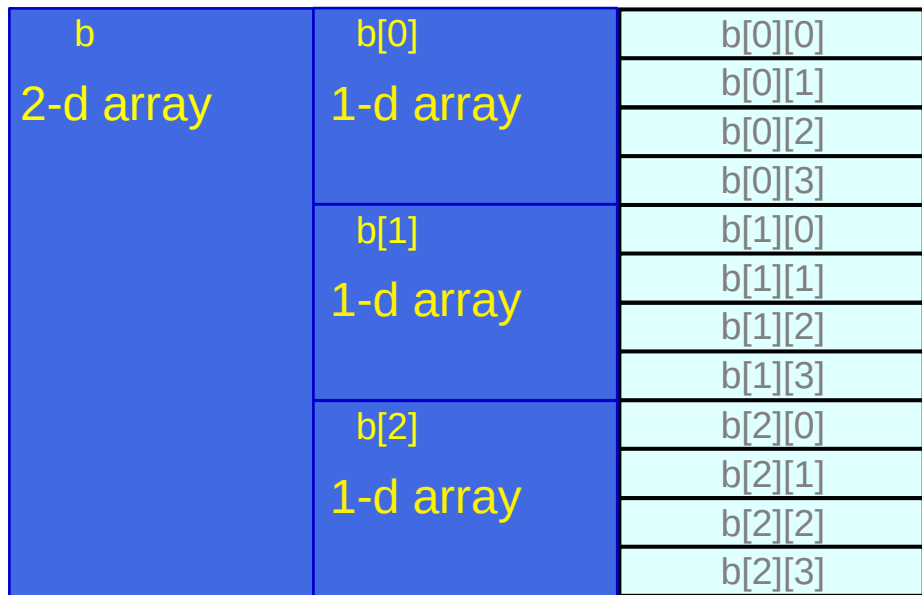 b
2-d array
b[0]
1-d array
b[1]
1-d array
b[2]
1-d array
b[0][0]
b[0][1]
b[0][2]
b[0][3]
b[1][0]
b[1][1]
b[1][2]
b[1][3]
b[2][0]
b[2][1]
b[2][2]
b[2][3]